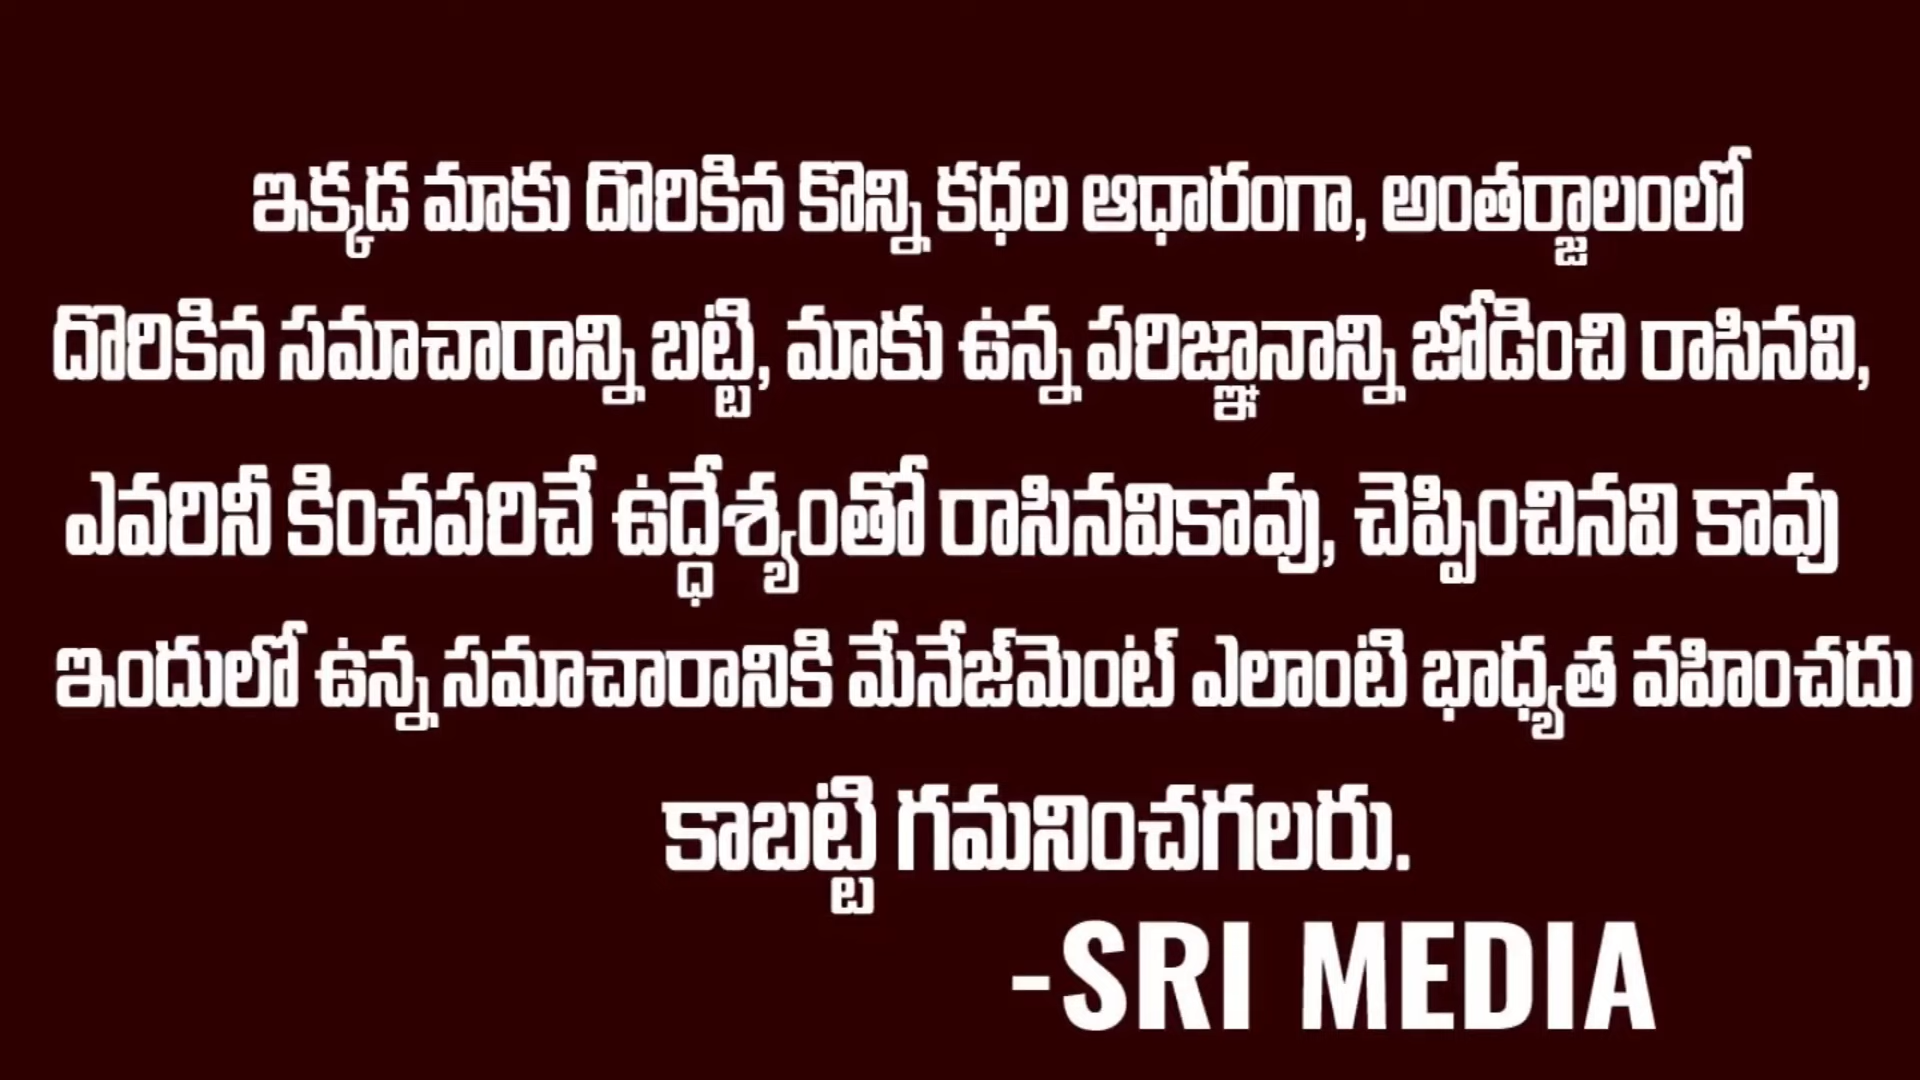 ఇక్కడ మాకు దొరికిన కొన్ని కధల ఆధారంగా, అంతర్జాలంలో
దొరికిన సమాచారాన్ని బట్టి, మాకు ఉన్న పరిజ్ఞానాన్ని జోడించి రాసినవి,
ఎవరినీ కించపరిచే ఉద్ధేశ్యంతో రాసినవికావు, చెప్పించినవి కావు
ఇందులో ఉన్న సమాచారానికి మేనేజ్‌మెంట్ ఎలాంటి భాధ్యత వహించదు
కాబట్టి గమనించగలరు.
-SRI MEDIA